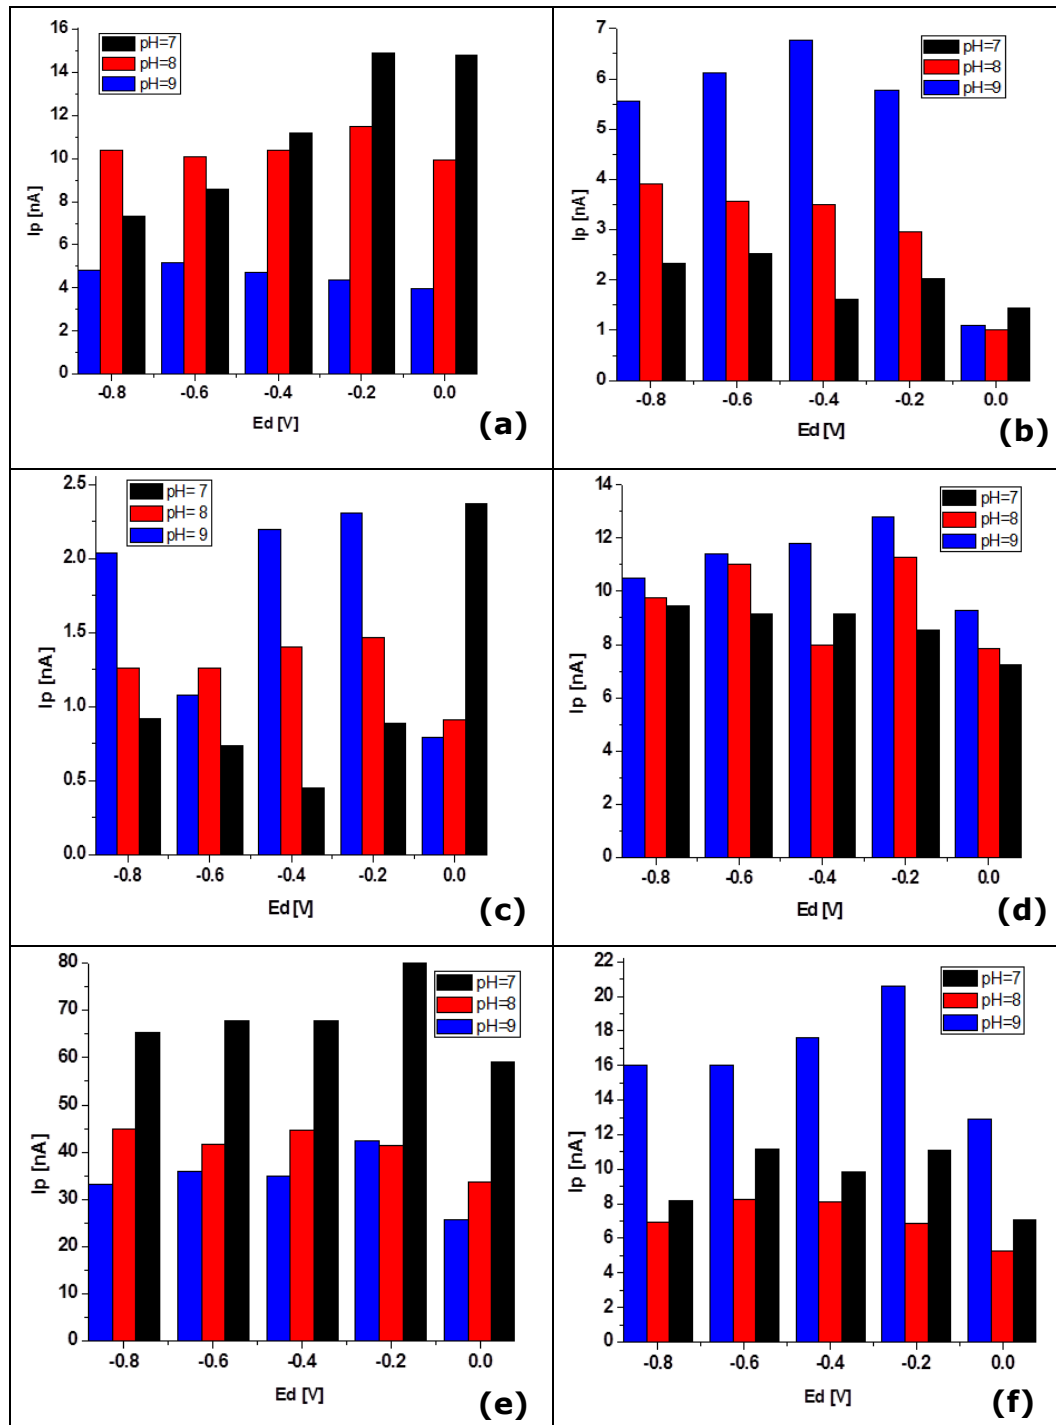 16
14
12
10
8
6
4
2
0
Ip [nA]
pH=7
pH=8
pH=9
-0.8 -0.6 -0.4 -0.2 0.0
Ed [V]
(a)
7
6
5
4
3
2
1
0
Ip [nA]
pH=7
pH=8
pH=9
-0.8 -0.6 -0.4 -0.2 0.0
Ed [V]
(b)
2.5
2.0
1.5
1.0
0.5
0.0
Ip [nA]
pH= 7
pH= 8
pH= 9
-0.8 -0.6 -0.4 -0.2 0.0
Ed [V]
(c)
14
12
10
8
6
4
2
0
Ip [nA]
pH=7
pH=8
pH=9
-0.8 -0.6 -0.4 -0.2 0.0
Ed [V]
(d)
80
70
60
50
40
30
20
10
0
Ip [nA]
pH=7
pH=8
pH=9
-0.8 -0.6 -0.4 -0.2 0.0
Ed [V]
(e)
22
20
18
16
14
12
10
8
6
4
2
0
Ip [nA]
pH=7
pH=8
pH=9
-0.8 -0.6 -0.4 -0.2 0.0
Ed [V]
(f)